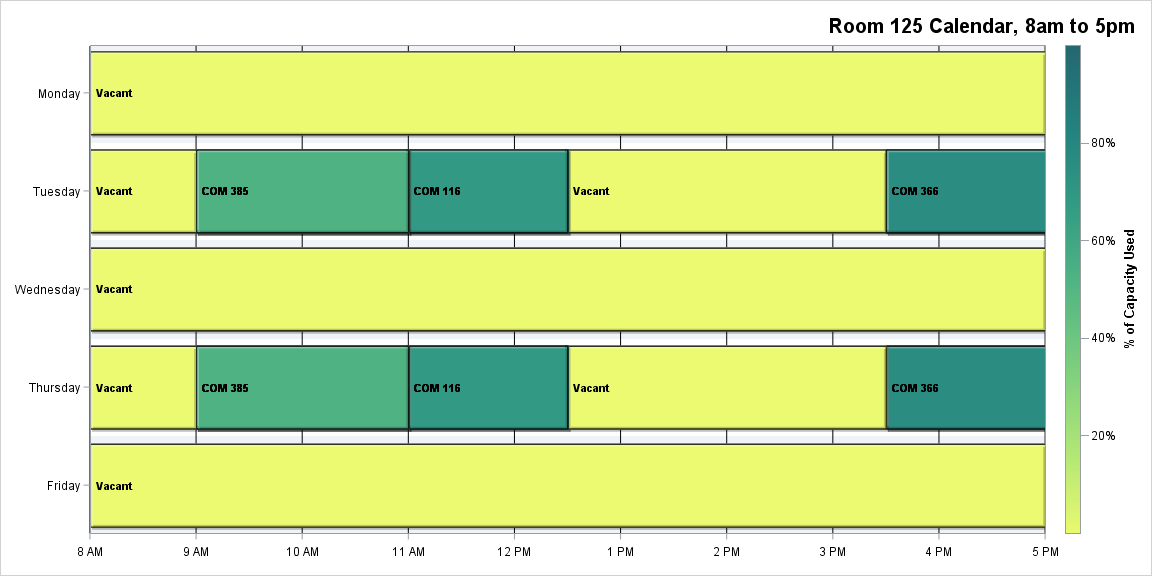 Room 125 Calendar, 8am to 5pm
Monday
Vacant
Tuesday
Vacant
COM 385
COM 116
Vacant
COM 366
Wednesday
Vacant
Thursday
Vacant
COM 385
COM 116
Vacant
COM 366
Friday
Vacant
8 AM
9 AM
10 AM
11 AM
12 PM
1 PM
2 PM
3 PM
4 PM
5 PM
80%
60%
40%
20%
% of Capacity Used